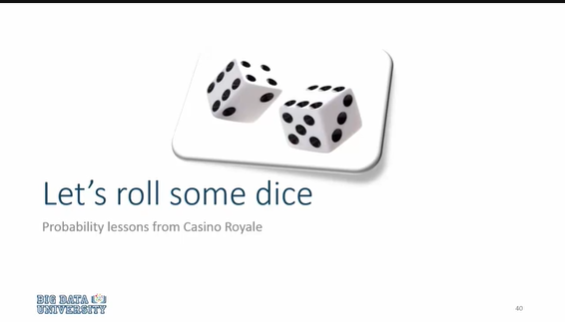 Let's roll some dice
Probability lessons from Casino Royale
BIG DATA
UNIVERSITY
40